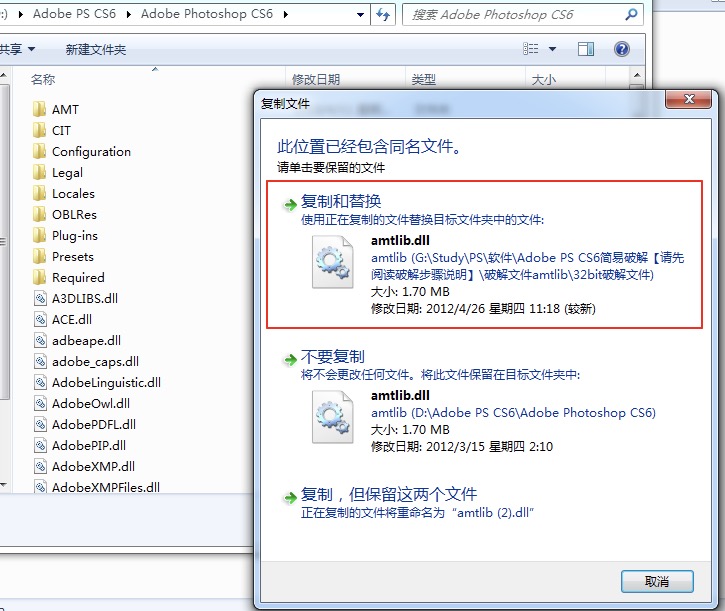 Adobe PS CS6 Adobe Photoshop CS6
搜索 Adobe Photoshop CS6
共享 新建文件夹
名称 修改日期 类型 大小
AMT
CIT
Configuration
Legal
Locales
OBLRes
Plug-ins
Presets
Required
A3DLIBS.dll
ACE.dll
adbeape.dll
adobe_caps.dll
AdobeLinguistic.dll
AdobeOwl.dll
AdobePDFL.dll
AdobePIP.dll
AdobeXMP.dll
AdobeXMPFiles.dll
复制文件
此位置已经包含同名文件。
请单击要保留的文件
复制和替换
使用正在复制的文件替换目标文件夹中的文件:
amtlib.dll
amtlib (G:\Study\PS\软件\Adobe PS CS6简易破解【请先
阅读破解步骤说明】\破解文件amtlib\32bit破解文件)
大小: 1.70 MB
修改日期: 2012/4/26 星期四 11:18 (较新)
不要复制
将不会更改任何文件。将此文件保留在目标文件夹中:
amtlib.dll
amtlib (D:\Adobe PS CS6\Adobe Photoshop CS6)
大小: 1.70 MB
修改日期: 2012/3/15 星期四 2:10
复制，但保留这两个文件
正在复制的文件将重命名为“amtlib (2).dll”
取消